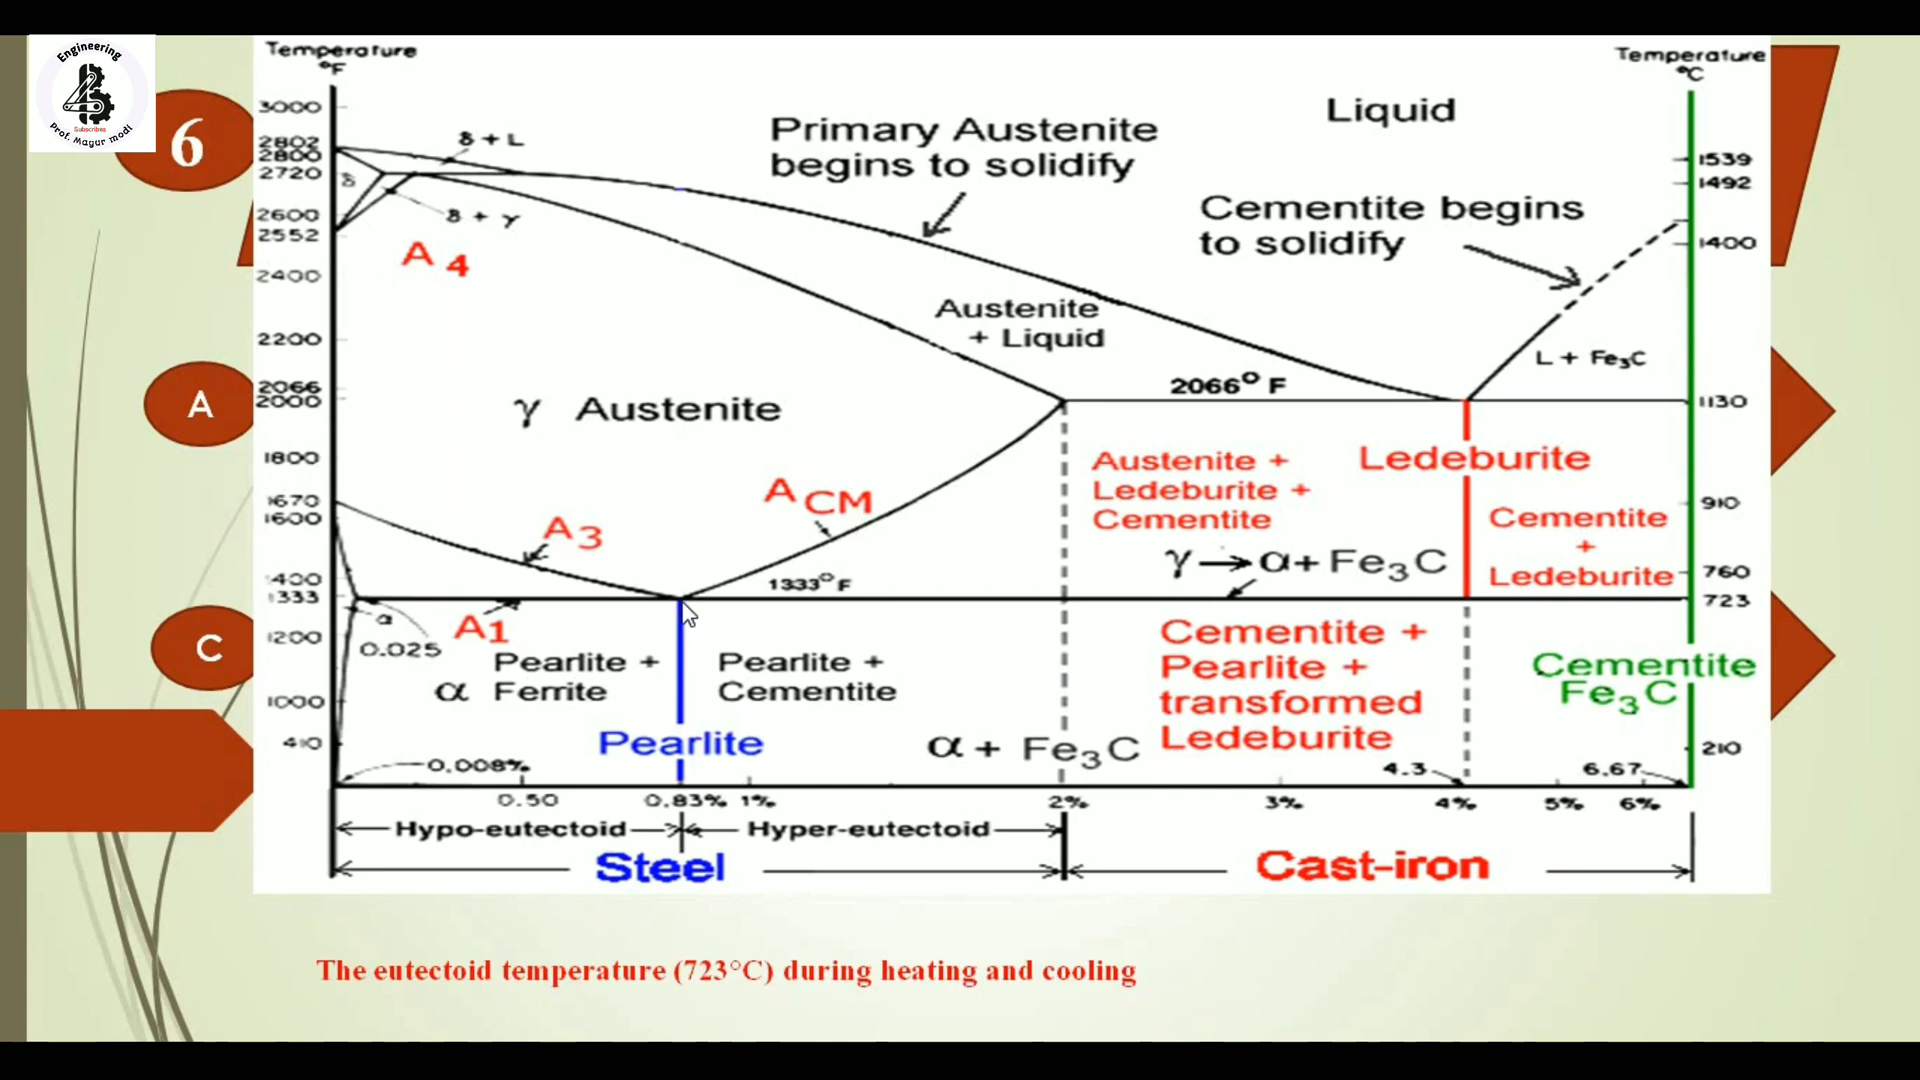 Engineering
Subscribes
Prof. Mayur modi
6
A
C
Temperature
°F
Temperature
°C
3000
2802
2800
2720
2600
2552
2400
2200
2066
2000
1800
1670
1600
1400
1333
1200
1000
410
1539
1492
1400
1130
910
760
723
210
δ + L
δ
δ + γ
A 4
Primary Austenite
begins to solidify
Liquid
Cementite begins
to solidify
Austenite
+ Liquid
L + Fe3C
2066° F
γ Austenite
A CM
A3
1333° F
Austenite +
Ledeburite +
Cementite
Ledeburite
Cementite
+
Ledeburite
γ → α + Fe3C
α
0.025
A1
Pearlite +
α Ferrite
Pearlite +
Cementite
Cementite +
Pearlite +
transformed
Ledeburite
Cementite
Fe3C
Pearlite
α + Fe3C
0.008%
4.3
6.67
0.50
0.83%
1%
2%
3%
4%
5%
6%
Hypo-eutectoid
Hyper-eutectoid
Steel
Cast-iron
The eutectoid temperature (723°C) during heating and cooling